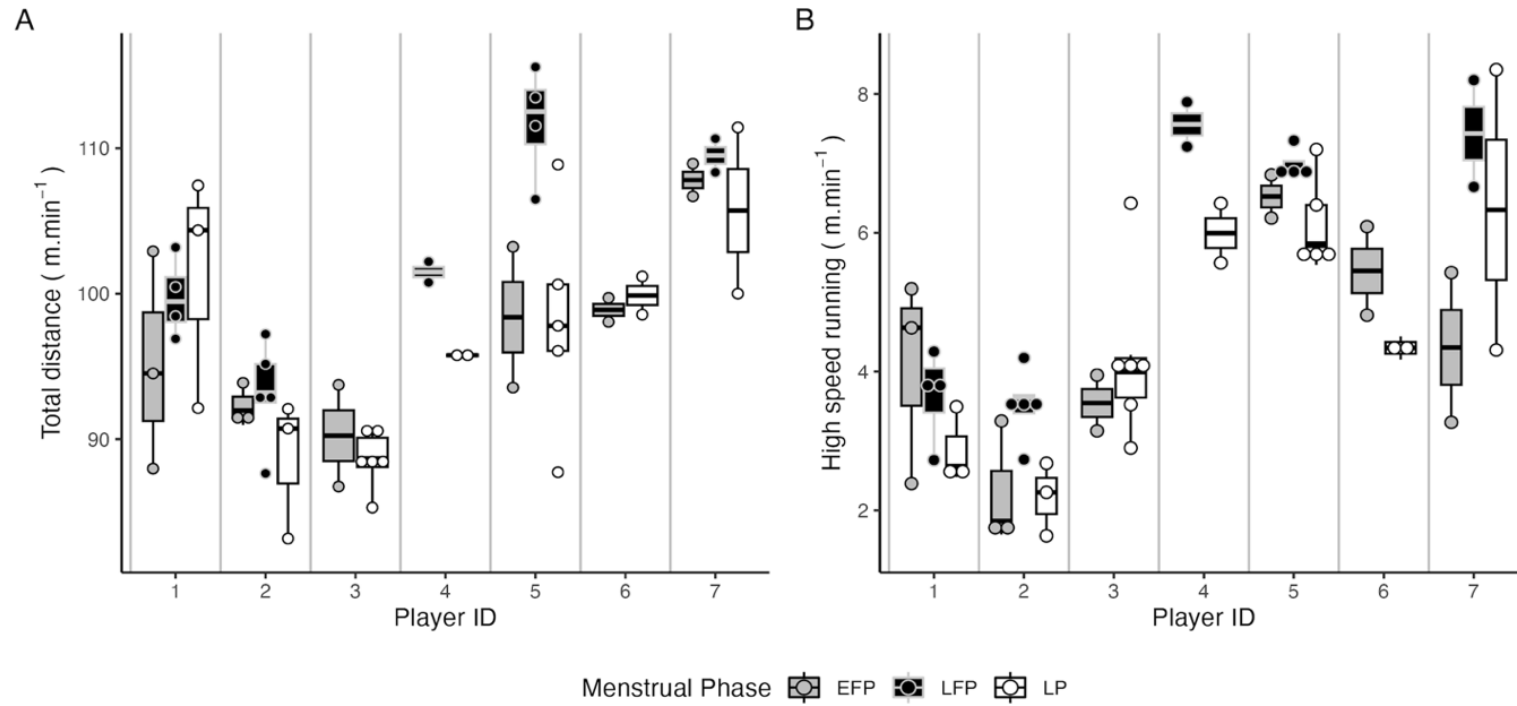 A
B
Total distance ( m.min⁻¹ )
110
100
90
1 2 3 4 5 6 7
Player ID
High speed running ( m.min⁻¹ )
8
6
4
2
1 2 3 4 5 6 7
Player ID
Menstrual Phase EFP LFP LP